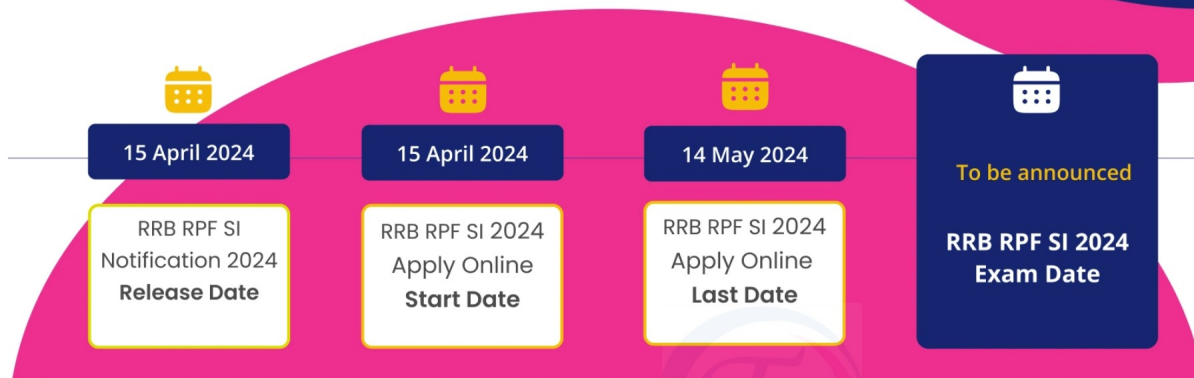 15 April 2024
RRB RPF SI
Notification 2024
Release Date
15 April 2024
RRB RPF SI 2024
Apply Online
Start Date
14 May 2024
RRB RPF SI 2024
Apply Online
Last Date
To be announced
RRB RPF SI 2024
Exam Date